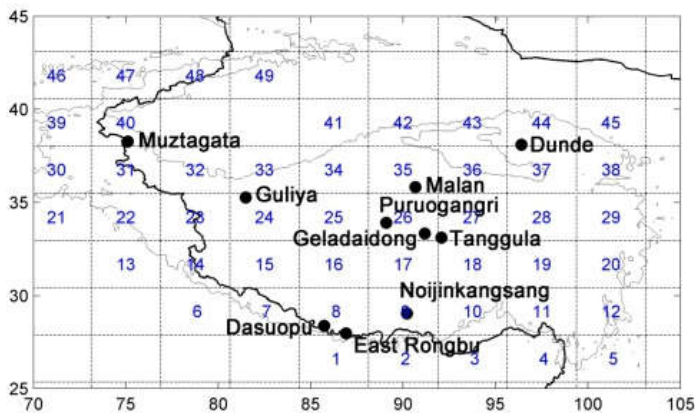 45
46 47 48 49
40
39 40 41 42 43 44 45
Muztagata Dunde
30 31 32 33 34 35 36 37 38
Guliya Malan
35
Puruogangri
21 22 23 24 25 26 27 28 29
Geladaidong Tanggula
13 14 15 16 17 18 19 20
30
Noijinkangsang
6 7 8 9 10 11 12
Dasuopu East Rongbu
1 2 3 4 5
25
70 75 80 85 90 95 100 105